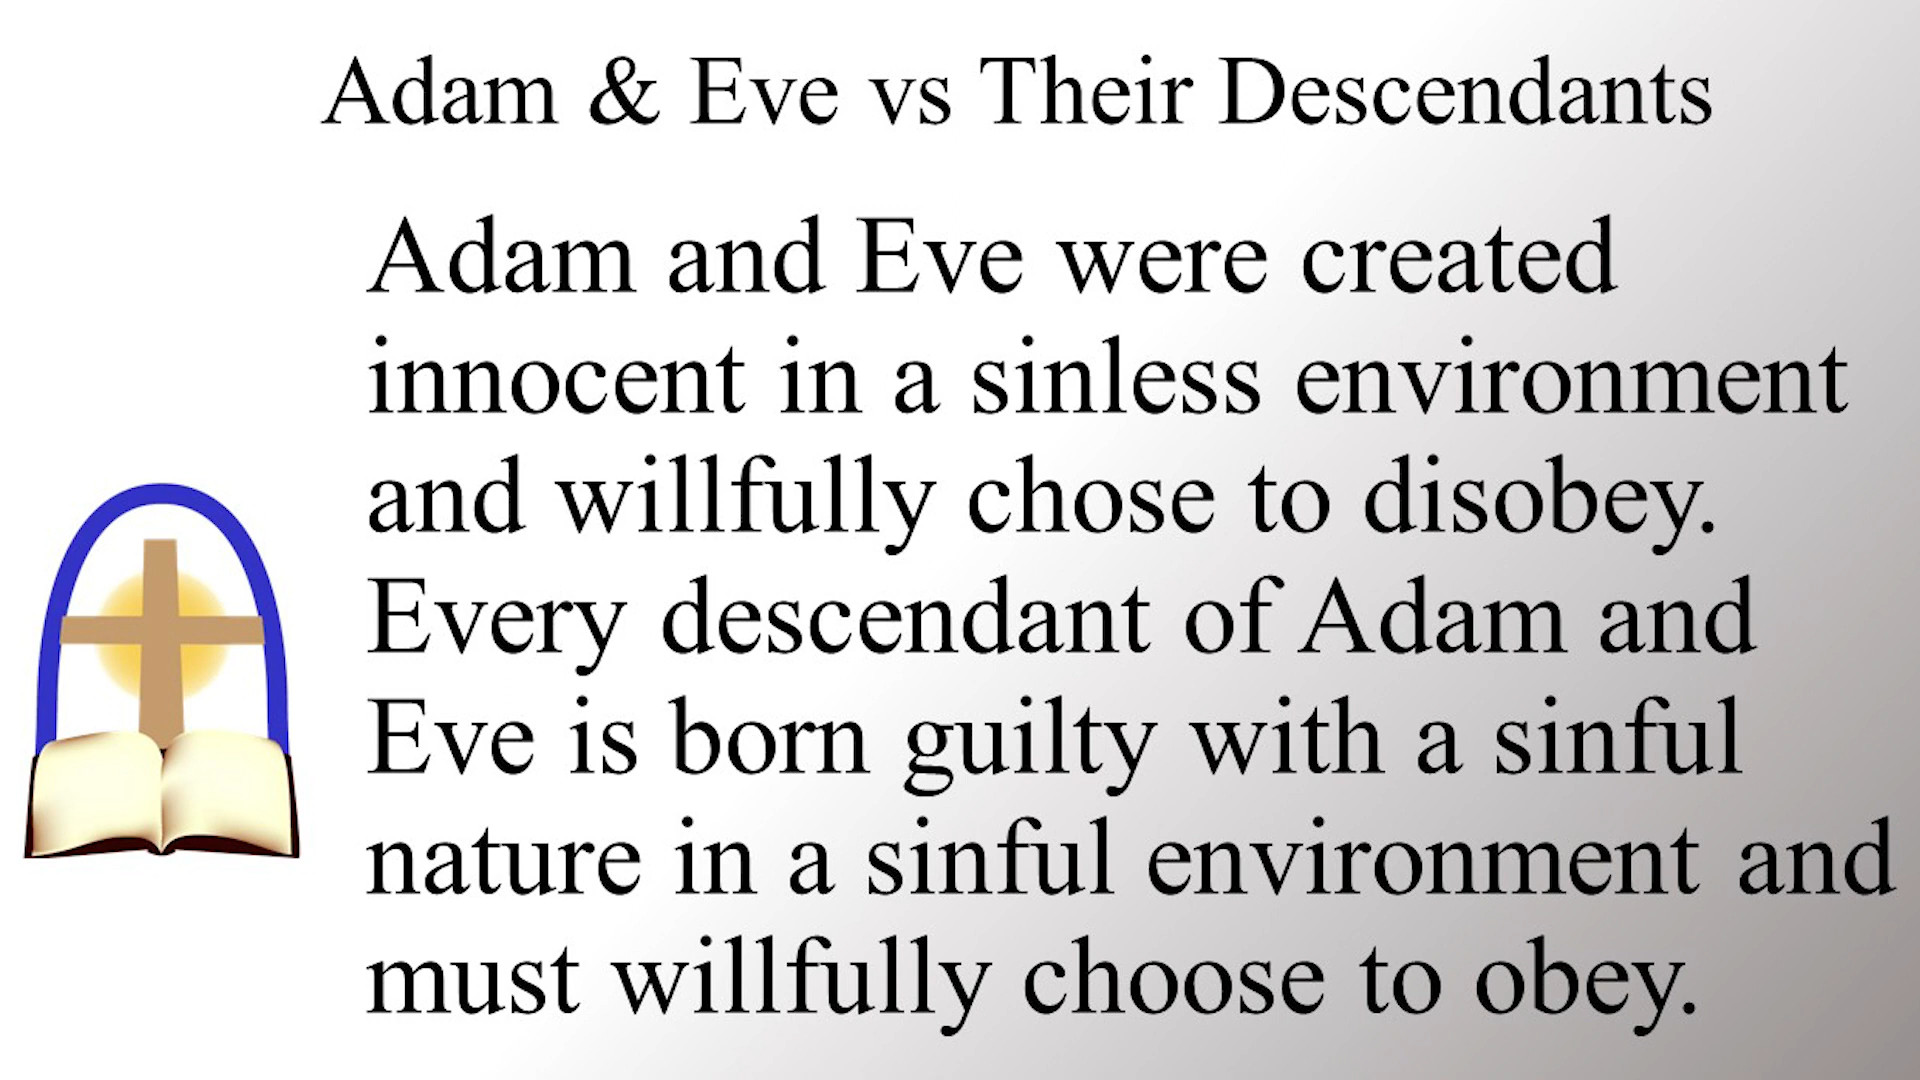 Adam & Eve vs Their Descendants
Adam and Eve were created
innocent in a sinless environment
and willfully chose to disobey.
Every descendant of Adam and
Eve is born guilty with a sinful
nature in a sinful environment and
must willfully choose to obey.